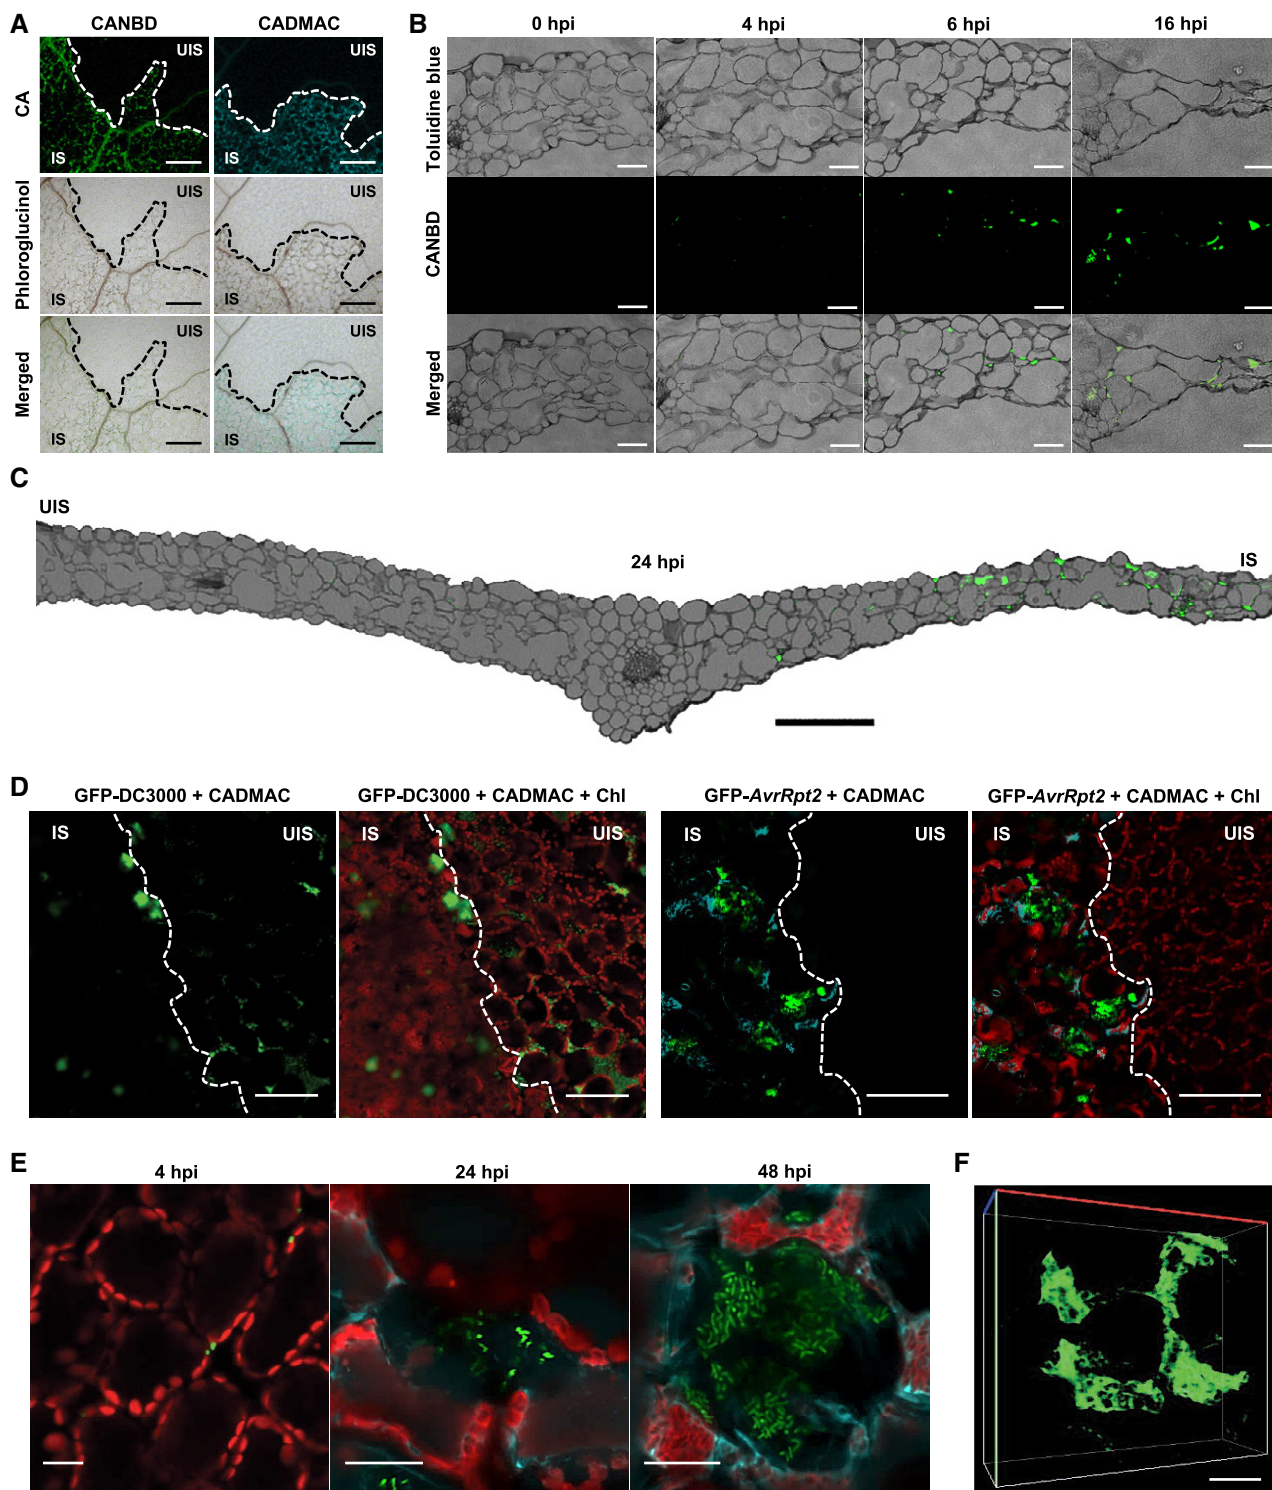 A
CANBD CADMAC
CA
UIS UIS
IS IS
Phloroglucinol
UIS UIS
IS IS
Merged
UIS UIS
IS IS
B
0 hpi 4 hpi 6 hpi 16 hpi
Toluidine blue
CANBD
Merged
C
UIS
24 hpi
IS
D
GFP-DC3000 + CADMAC GFP-DC3000 + CADMAC + Chl GFP-AvrRpt2 + CADMAC GFP-AvrRpt2 + CADMAC + Chl
IS UIS IS UIS IS UIS IS UIS
E
4 hpi 24 hpi 48 hpi
F